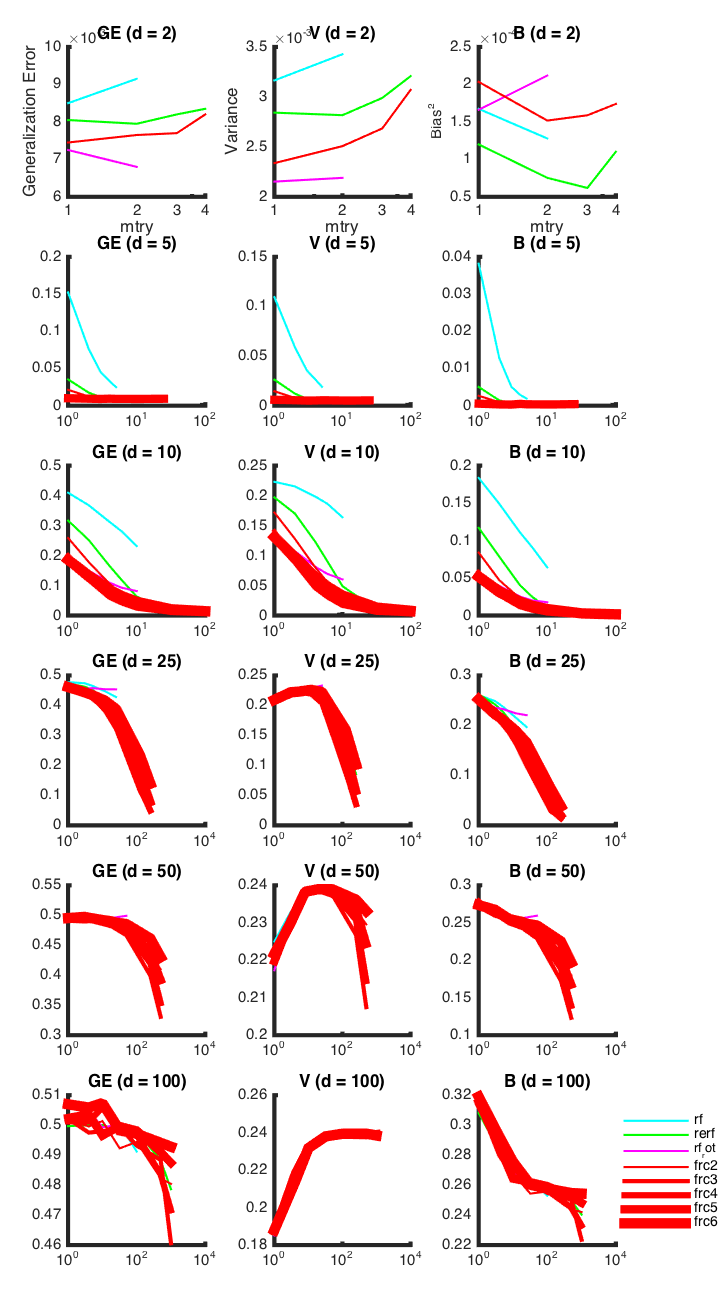 GE (d = 2) V (d = 2) B (d = 2)
10 ×10 3.5 ×10⁻³ 2.5 ×10⁻
9 3 2
8 1.5
7 2.5 1
6 2 0.5
1 2 3 4 1 2 3 4 1 2 3 4
Generalization Error Variance Bias²
mtry mtry mtry
GE (d = 5) V (d = 5) B (d = 5)
0.2 0.15 0.04
0.15 0.1 0.03
0.1 0.02
0.05 0.05 0.01
0 0 0
10⁰ 10¹ 10² 10⁰ 10¹ 10² 10⁰ 10¹ 10²
GE (d = 10) V (d = 10) B (d = 10)
0.5 0.25 0.2
0.4 0.2 0.15
0.3 0.15
0.2 0.1 0.1
0.1 0.05 0.05
0 0 0
10⁰ 10¹ 10² 10⁰ 10¹ 10² 10⁰ 10¹ 10²
GE (d = 25) V (d = 25) B (d = 25)
0.5 0.25 0.3
0.4 0.2 0.2
0.3 0.15
0.2 0.1 0.1
0.1 0.05
0 0 0
10⁰ 10² 10⁴ 10⁰ 10² 10⁴ 10⁰ 10² 10⁴
GE (d = 50) V (d = 50) B (d = 50)
0.55 0.24 0.3
0.5 0.23 0.25
0.45
0.4 0.22 0.2
0.35 0.21 0.15
0.3 0.2 0.1
10⁰ 10² 10⁴ 10⁰ 10² 10⁴ 10⁰ 10² 10⁴
GE (d = 100) V (d = 100) B (d = 100)
0.51 0.26 0.32
0.5 0.24 0.3
0.49 0.22 0.28
0.48 0.26
0.47 0.2 0.24
0.46 0.18 0.22
10⁰ 10² 10⁴ 10⁰ 10² 10⁴ 10⁰ 10² 10⁴
rf
rerf
rfᵣot
frc2
frc3
frc4
frc5
frc6